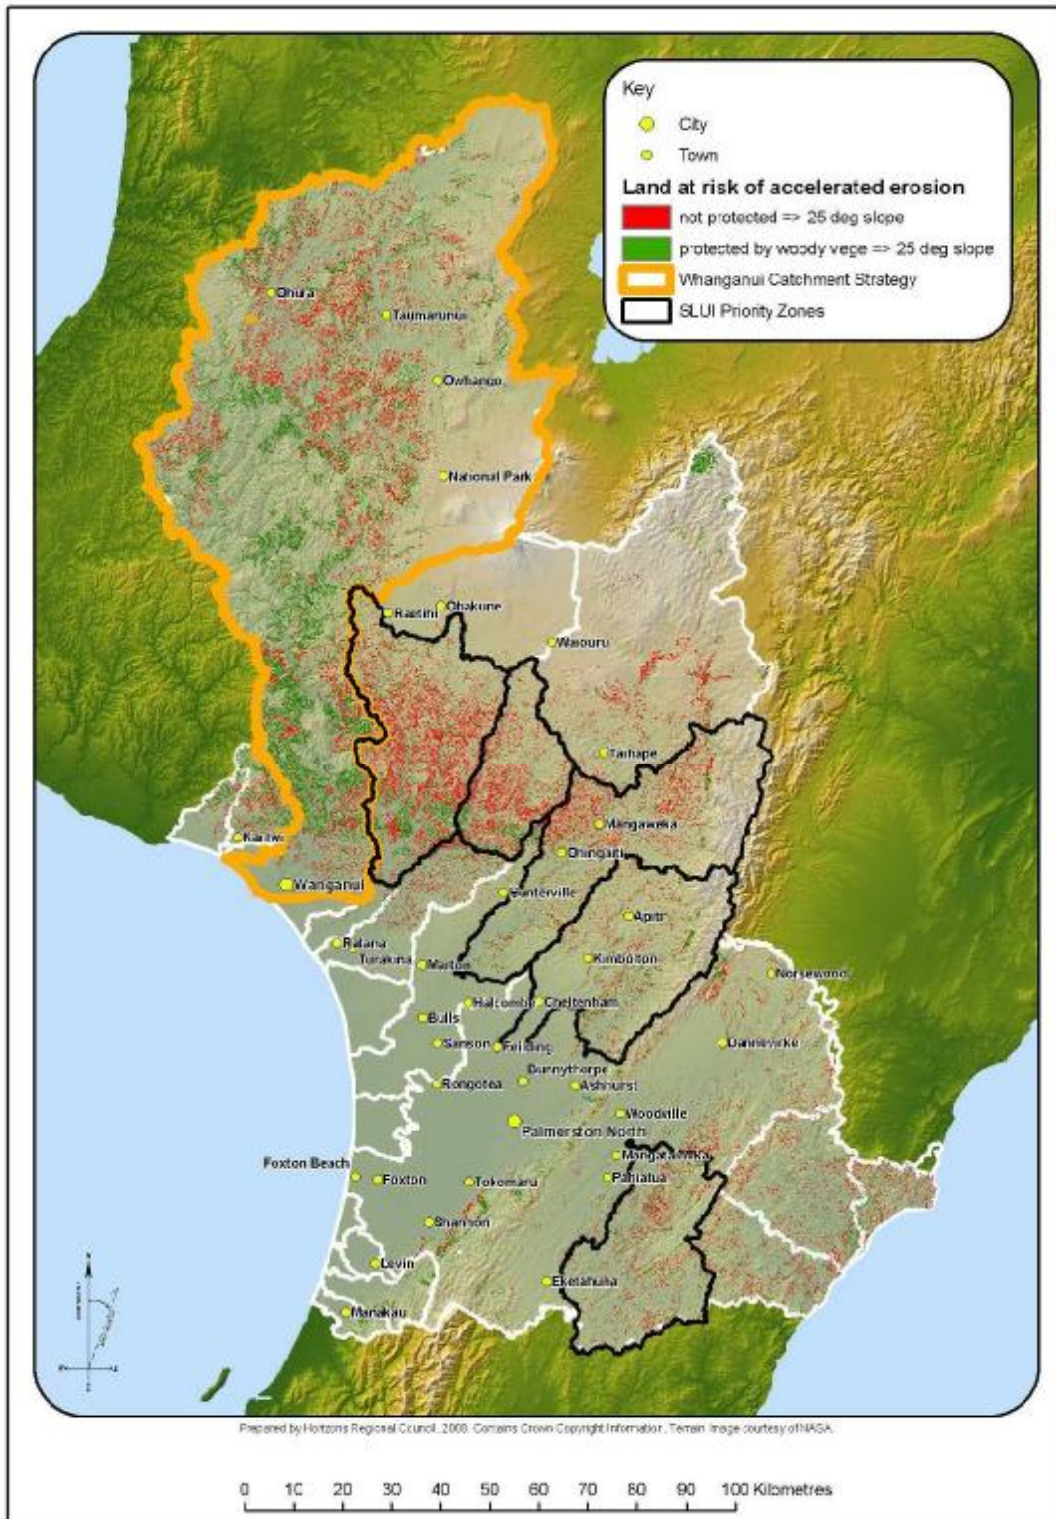 Key
City
Town
Land at risk of accelerated erosion
not protected => 25 deg slope
protected by woody vege => 25 deg slope
Whanganui Catchment Strategy
SLUI Priority Zones
Ohura
Taumarunui
Owhango
National Park
Raetihi
Ohakune
Waiouru
Taihape
Mangaweka
Kai Iwi
Ohingaiti
Wanganui
Hunterville
Apiti
Ratana
Turakina
Marton
Kimbolton
Norsewood
Halcombe
Cheltenham
Bulls
Sanson
Feilding
Dannevirke
Bunnythorpe
Rongotea
Ashhurst
Woodville
Palmerston North
Mangatainoka
Foxton Beach
Foxton
Tokomaru
Pahiatua
Shannon
Levin
Eketahuna
Manakau
Prepared by Horizons Regional Council, 2008. Contains Crown Copyright Information. Terrain image courtesy of NASA.
0 10 20 30 40 50 60 70 80 90 100 Kilometres